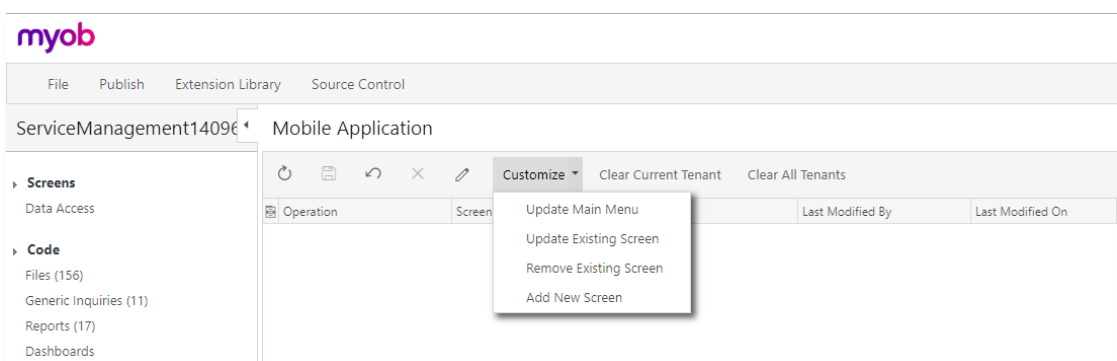 myob
File Publish Extension Library Source Control
ServiceManagement14096 Mobile Application
Customize Clear Current Tenant Clear All Tenants
Screens
Data Access
Operation Screen Last Modified By Last Modified On
Update Main Menu
Update Existing Screen
Remove Existing Screen
Add New Screen
Code
Files (156)
Generic Inquiries (11)
Reports (17)
Dashboards